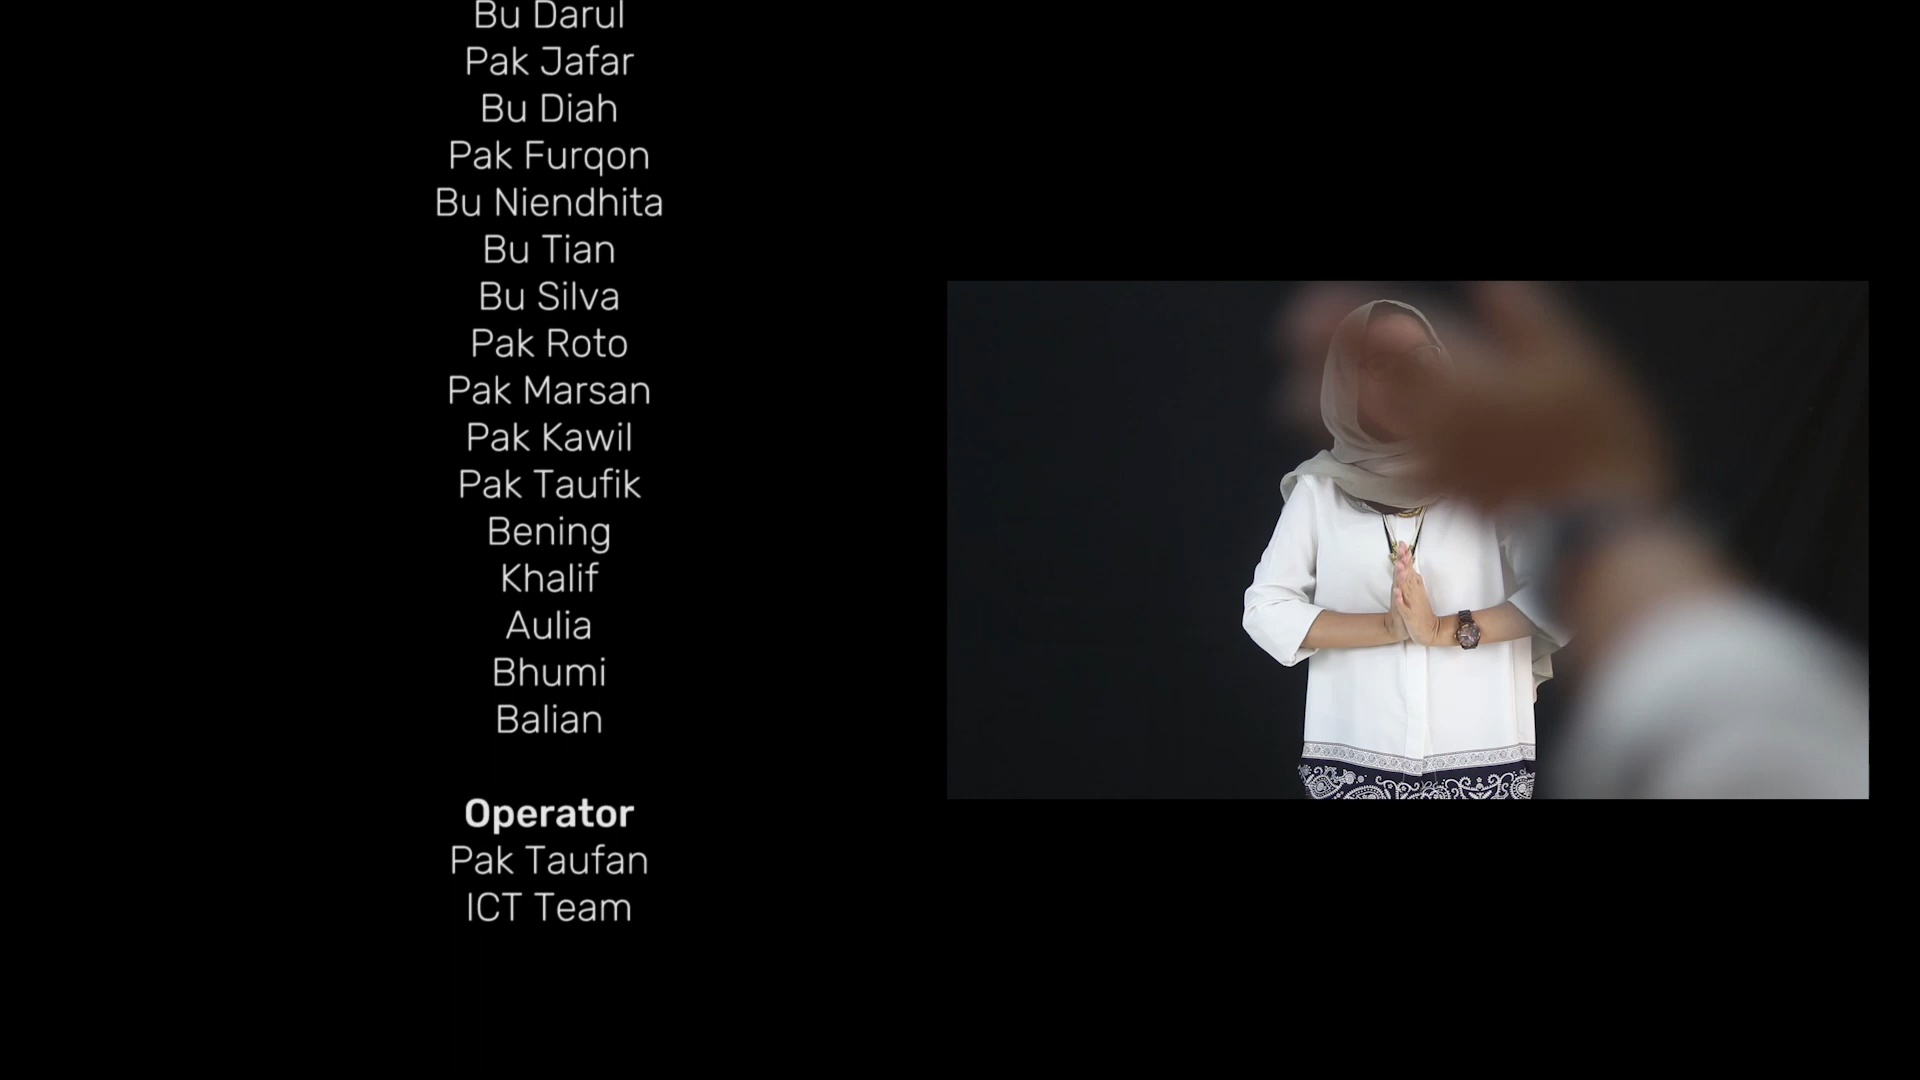 Bu Darul
Pak Jafar
Bu Diah
Pak Furqon
Bu Niendhita
Bu Tian
Bu Silva
Pak Roto
Pak Marsan
Pak Kawil
Pak Taufik
Bening
Khalif
Aulia
Bhumi
Balian
Operator
Pak Taufan
ICT Team